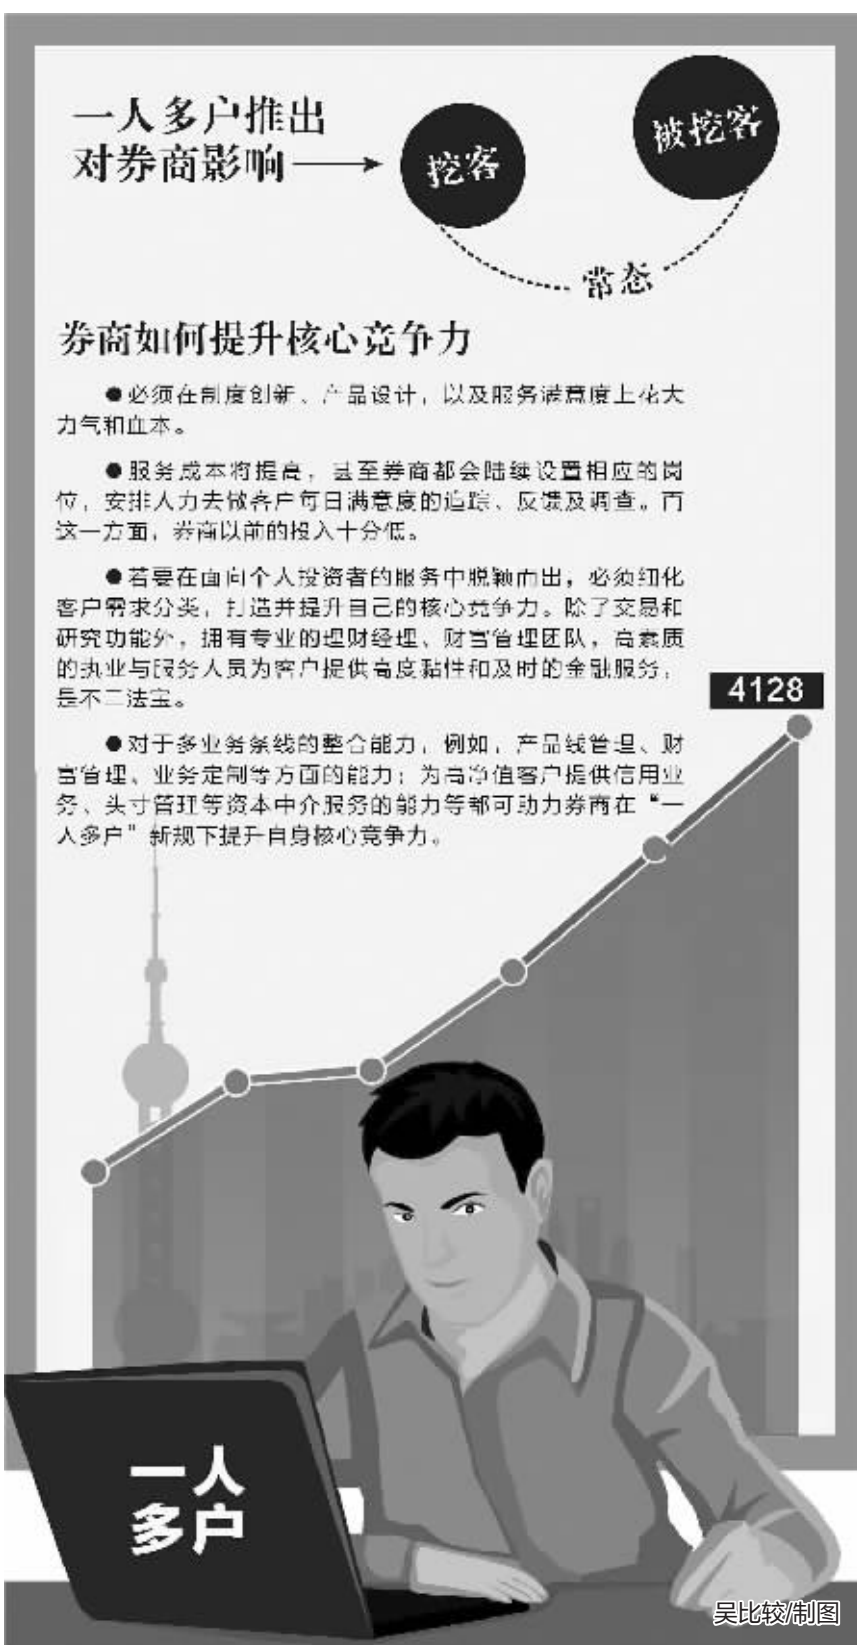 一人多户推出
对券商影响
挖客
被挖客
常态
券商如何提升核心竞争力
●必须在制度创新、产品设计，以及服务满意度上花大
力气和血本。
●服务成本将提高，甚至券商都会陆续设置相应的岗
位，安排人力去做客户每日满意度的追踪、反馈及调查。而
这一方面，券商以前的投入十分低。
●若要在面向个人投资者的服务中脱颖而出，必须细化
客户需求分类，打造并提升自己的核心竞争力。除了交易和
研究功能外，拥有专业的理财经理、财富管理团队，高素质
的执业与服务人员为客户提供高度黏性和及时的金融服务，
是不二法宝。
●对于多业务条线的整合能力，例如，产品线管理、财
富管理、业务定制等方面的能力；为高净值客户提供信用业
务、头寸管理等资本中介服务的能力等都可助力券商在“一
人多户”新规下提升自身核心竞争力。
4128
一人
多户
吴比较/制图